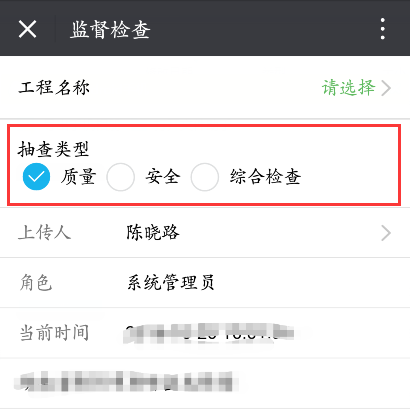 监督检查
工程名称 请选择
抽查类型
质量 安全 综合检查
上传人 陈晓路
角色 系统管理员
当前时间